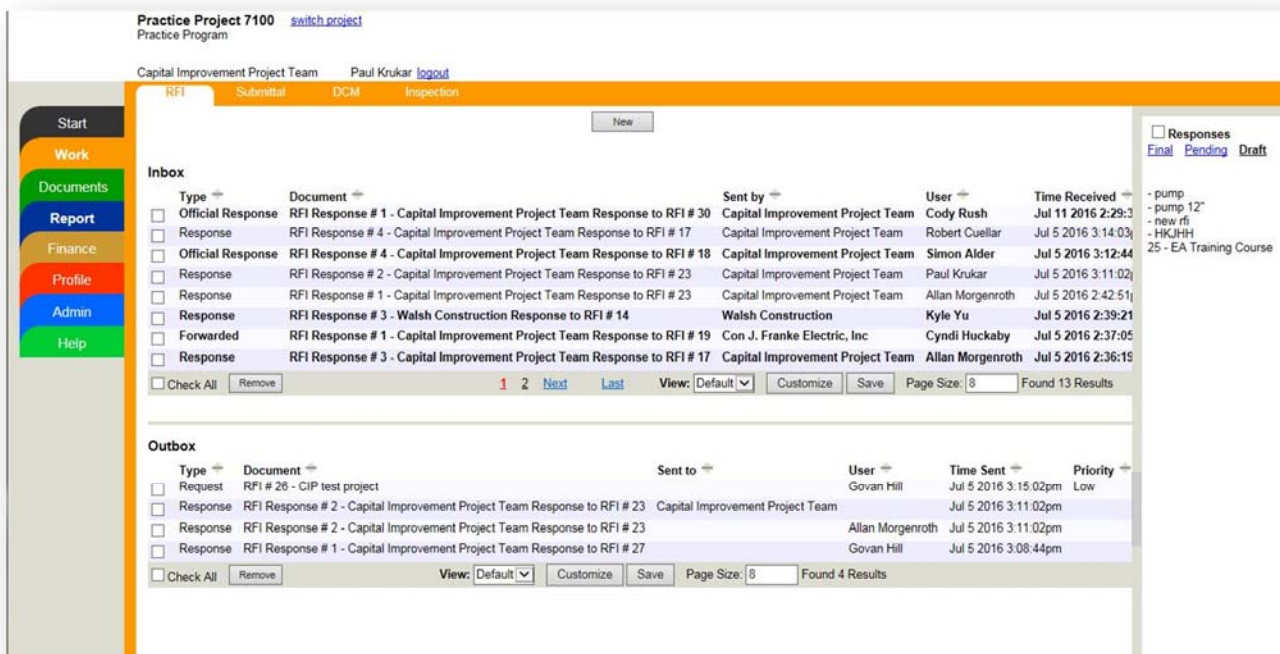 Practice Project 7100 switch project
Practice Program
Capital Improvement Project Team Paul Krukar logout
RFI Submittal DCM Inspection
Start
Work
Documents
Report
Finance
Profile
Admin
Help
New
Inbox
Type Document Sent by User Time Received
Official Response RFI Response # 1 - Capital Improvement Project Team Response to RFI # 30 Capital Improvement Project Team Cody Rush Jul 11 2016 2:29:3
Response RFI Response # 4 - Capital Improvement Project Team Response to RFI # 17 Capital Improvement Project Team Robert Cuellar Jul 5 2016 3:14:03
Official Response RFI Response # 4 - Capital Improvement Project Team Response to RFI # 18 Capital Improvement Project Team Simon Alder Jul 5 2016 3:12:44
Response RFI Response # 2 - Capital Improvement Project Team Response to RFI # 23 Capital Improvement Project Team Paul Krukar Jul 5 2016 3:11:02
Response RFI Response # 1 - Capital Improvement Project Team Response to RFI # 23 Capital Improvement Project Team Allan Morgenroth Jul 5 2016 2:42:51
Response RFI Response # 3 - Walsh Construction Response to RFI # 14 Walsh Construction Kyle Yu Jul 5 2016 2:39:21
Forwarded RFI Response # 1 - Capital Improvement Project Team Response to RFI # 19 Con J. Franke Electric, Inc Cyndi Huckaby Jul 5 2016 2:37:05
Response RFI Response # 3 - Capital Improvement Project Team Response to RFI # 17 Capital Improvement Project Team Allan Morgenroth Jul 5 2016 2:36:19
Check All Remove 1 2 Next Last View: Default Customize Save Page Size: 8 Found 13 Results
Outbox
Type Document Sent to User Time Sent Priority
Request RFI # 26 - CIP test project Govan Hill Jul 5 2016 3:15:02pm Low
Response RFI Response # 2 - Capital Improvement Project Team Response to RFI # 23 Capital Improvement Project Team Jul 5 2016 3:11:02pm
Response RFI Response # 2 - Capital Improvement Project Team Response to RFI # 23 Allan Morgenroth Jul 5 2016 3:11:02pm
Response RFI Response # 1 - Capital Improvement Project Team Response to RFI # 27 Govan Hill Jul 5 2016 3:08:44pm
Check All Remove View: Default Customize Save Page Size: 8 Found 4 Results
Responses
Final Pending Draft
- pump
- pump 12"
- new rfi
- HKJHH
25 - EA Training Course